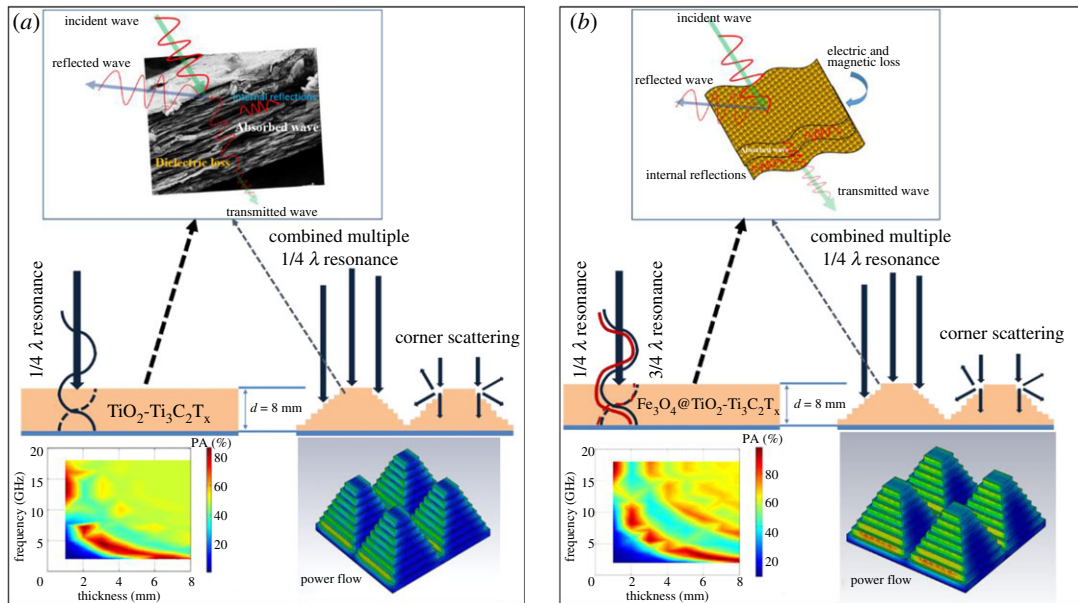 (a)
incident wave
reflected wave
internal reflections
Absorbed wave
Dielectric loss
transmitted wave
combined multiple
1/4 λ resonance
1/4 λ resonance
corner scattering
TiO2-Ti3C2Tx
d = 8 mm
PA (%)
20
15
10
5
0
2
4
6
8
frequency (GHz)
thickness (mm)
80
60
40
20
power flow
(b)
incident wave
electric and
magnetic loss
reflected wave
Absorbed wave
internal reflections
transmitted wave
combined multiple
1/4 λ resonance
1/4 λ resonance
3/4 λ resonance
corner scattering
Fe3O4@TiO2-Ti3C2Tx
d = 8 mm
PA (%)
20
15
10
5
0
2
4
6
8
frequency (GHz)
thickness (mm)
80
60
40
20
power flow